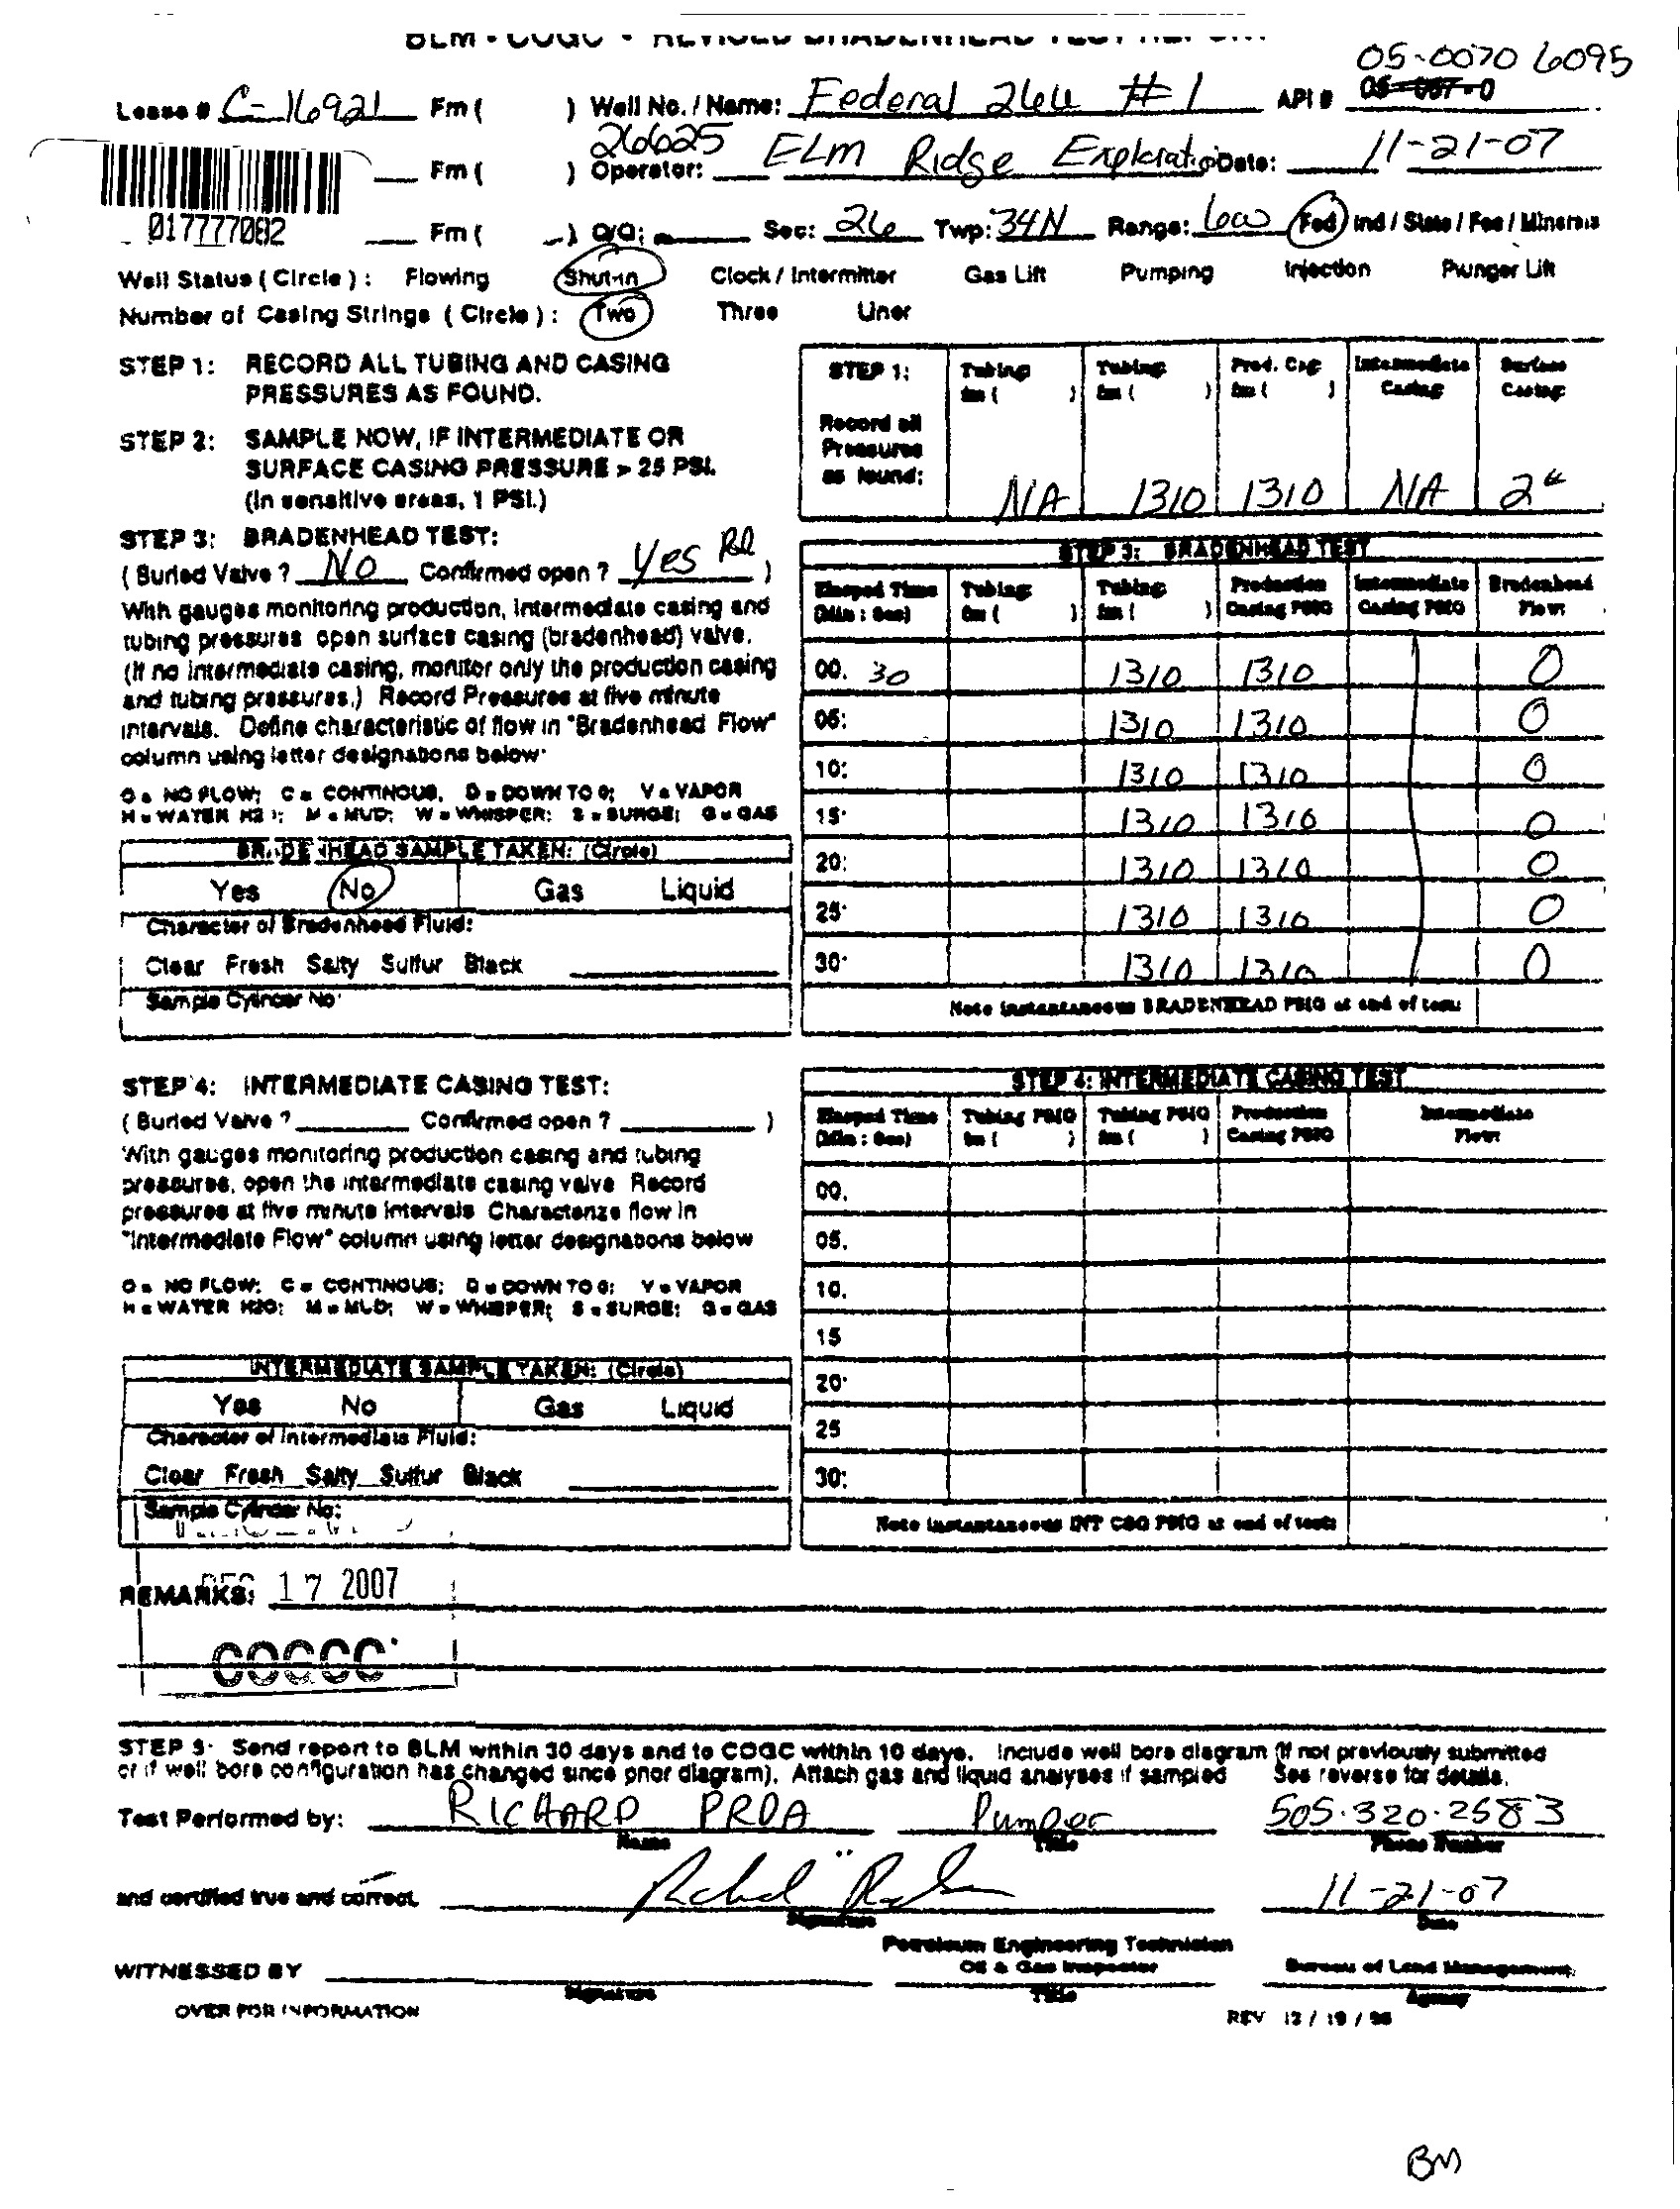 BLM - COGC - REVISED BRADENHEAD TEST REPORT
05-0070 6095
Lease # C-16921 Fm ( ) Well No. / Name: Federal #1 API # 05-067-0
26625
Fm ( ) Operator: ELM Ridge Exploration Date: 11-21-07
017777082 Fm ( ) Q/Q: Sec: 26 Twp: 34N Range: 6W Fed / Ind / State / Fee / Minerals
Well Status ( Circle ) : Flowing Shut-in Clock / Intermitter Gas Lift Pumping Injection Plunger Lift
Number of Casing Strings ( Circle ) : Two Three Liner
STEP 1: RECORD ALL TUBING AND CASING
PRESSURES AS FOUND.
STEP 2: SAMPLE NOW, IF INTERMEDIATE OR
SURFACE CASING PRESSURE > 25 PSI.
(In sensitive areas, 1 PSI.)
STEP 1: Tubing Tubing Prod. Csg Intermediate Surface
fm ( ) fm ( ) fm ( ) Casing Casing
Record all
Pressures
as found:
N/A 1310 1310 N/A 2"
STEP 3: BRADENHEAD TEST:
( Buried Valve ? No Confirmed open ? Yes )
With gauges monitoring production, intermediate casing and
tubing pressures open surface casing (bradenhead) valve.
(If no intermediate casing, monitor only the production casing
and tubing pressures.) Record Pressures at five minute
intervals. Define characteristic of flow in "Bradenhead Flow"
column using letter designations below
O = NO FLOW; C = CONTINOUS, D = DOWN TO 0; V = VAPOR
H = WATER H2 ); M = MUD; W = WHISPER; S = SURGE; G = GAS
BRADENHEAD SAMPLE TAKEN: (Circle)
Yes No Gas Liquid
Character of Bradenhead Fluid:
Clear Fresh Salty Sulfur Black
Sample Cylinder No:
STEP 3: BRADENHEAD TEST
Elapsed Time Tubing Tubing Production Intermediate Bradenhead
(Min : Sec) fm ( ) fm ( ) Casing PSIG Casing PSIG Flow:
00. 30 1310 1310 0
05: 1310 1310 0
10: 1310 1310 0
15: 1310 1310 0
20: 1310 1310 0
25: 1310 1310 0
30: 1310 1310 0
Note instantaneous BRADENHEAD PSIG at end of test:
STEP 4: INTERMEDIATE CASING TEST:
( Buried Valve ? Confirmed open ? )
With gauges monitoring production casing and tubing
pressures, open the intermediate casing valve Record
pressures at five minute intervals Characterize flow in
"Intermediate Flow" column using letter designations below
O = NO FLOW; C = CONTINOUS; D = DOWN TO 0; V = VAPOR
H = WATER H2O; M = MUD; W = WHISPER; S = SURGE; G = GAS
INTERMEDIATE SAMPLE TAKEN: (Circle)
Yes No Gas Liquid
Character of Intermediate Fluid:
Clear Fresh Salty Sulfur Black
Sample Cylinder No:
STEP 4: INTERMEDIATE CASING TEST
Elapsed Time Tubing PSIG Tubing PSIG Production Intermediate
(Min : Sec) fm ( ) fm ( ) Casing PSIG Flow:
00.
05.
10.
15
20
25
30:
Note instantaneous INT CSG PSIG at end of test:
REMARKS: DEC 17 2007
COGCC
STEP 5: Send report to BLM within 30 days and to COGC within 10 days. Include well bore diagram (if not previously submitted
or if well bore configuration has changed since prior diagram). Attach gas and liquid analyses if sampled See reverse for details.
Test Performed by: RICHARD Pumper 505.320.2583
Name Title Phone Number
and certified true and correct. 11-21-07
Signature Date
Petroleum Engineering Technician
WITNESSED BY Oil & Gas Inspector Bureau of Land Management
Signature Title Agency
OVER FOR INFORMATION REV 12 / 19 / 96
BM